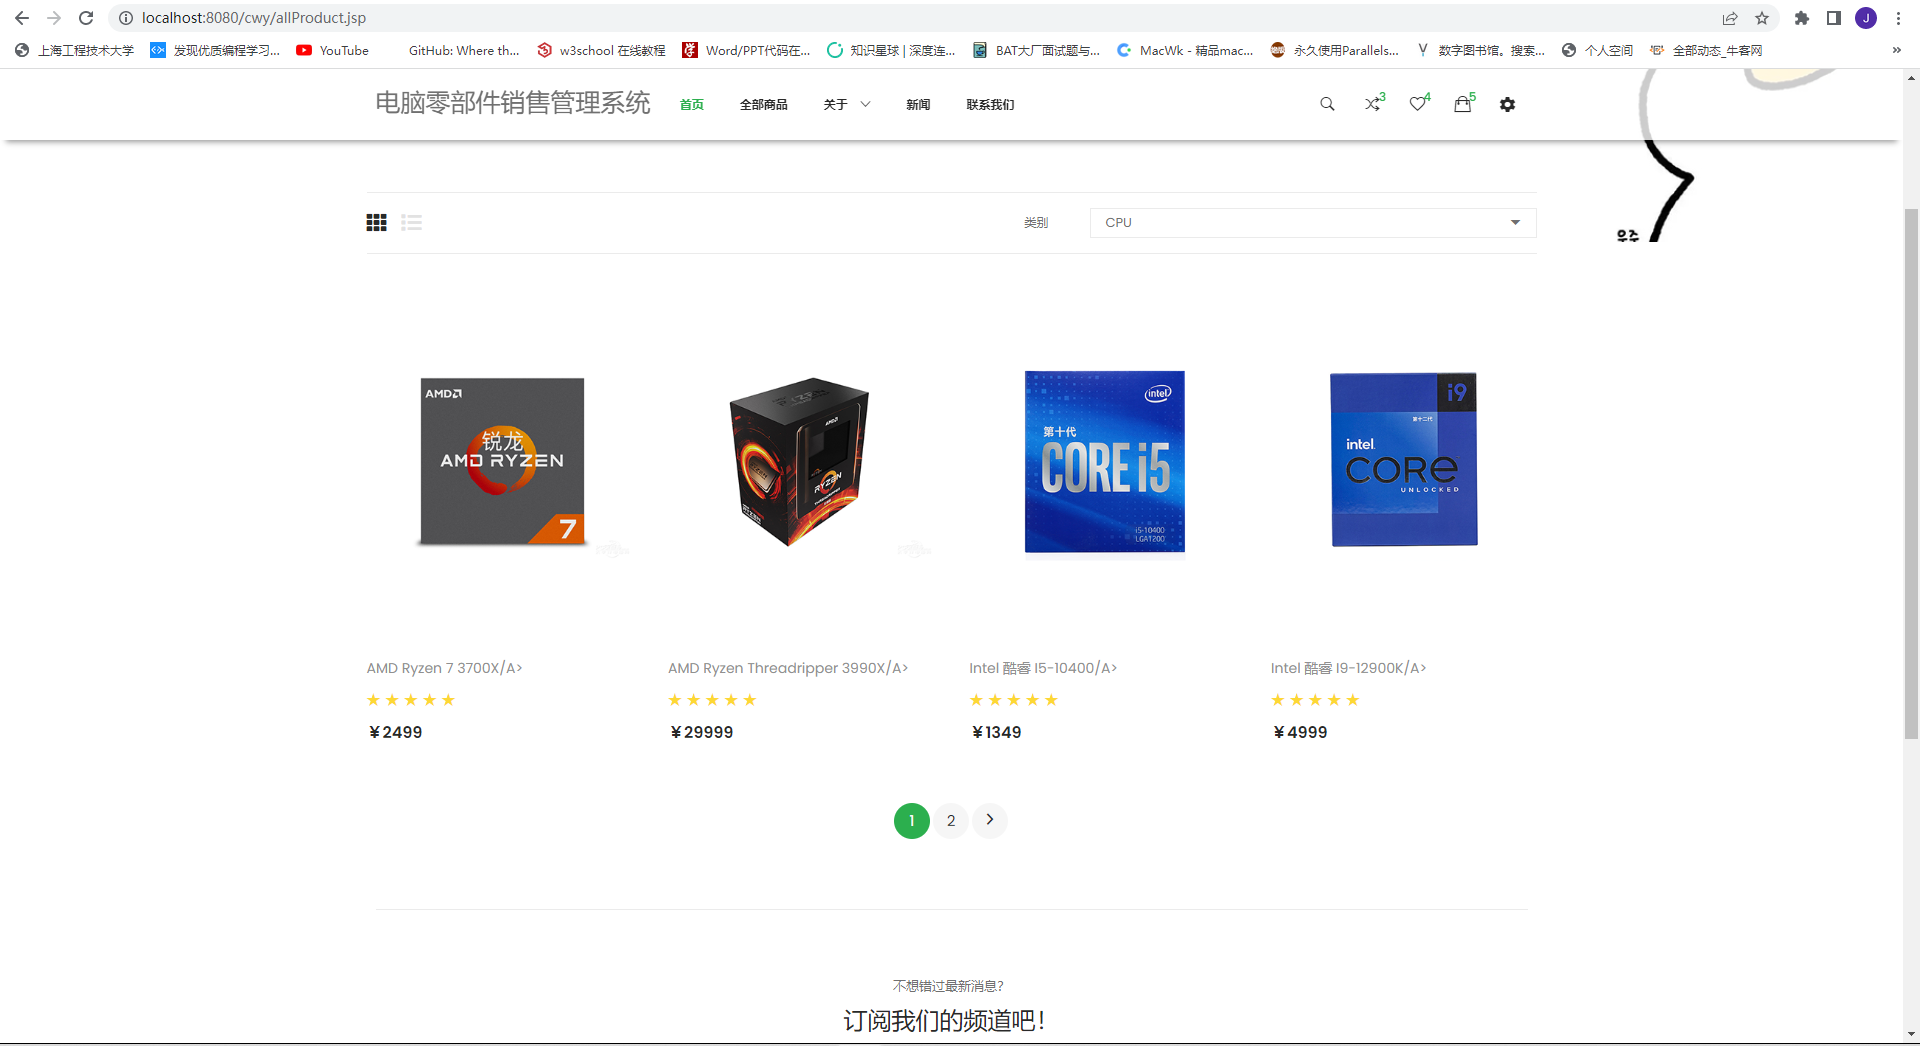 localhost:8080/cwy/allProduct.jsp
J
上海工程技术大学
发现优质编程学习...
YouTube
GitHub: Where th...
w3school 在线教程
Word/PPT代码在...
知识星球 | 深度连...
BAT大厂面试题与...
MacWk - 精品mac...
永久使用Parallels...
数字图书馆。搜索...
个人空间
全部动态_牛客网
»
电脑零部件销售管理系统
首页
全部商品
关于
新闻
联系我们
3
4
5
우주
类别
CPU
AMD
锐龙
AMD RYZEN
7
RYZEN
AMD
RYZEN
intel
第十代
CORE i5
i5-10400
LGA1200
i9
第十二代
intel.
CORE
UNLOCKED
AMD Ryzen 7 3700X/A>
AMD Ryzen Threadripper 3990X/A>
Intel 酷睿 I5-10400/A>
Intel 酷睿 I9-12900K/A>
￥2499
￥29999
￥1349
￥4999
1
2
不想错过最新消息?
订阅我们的频道吧！